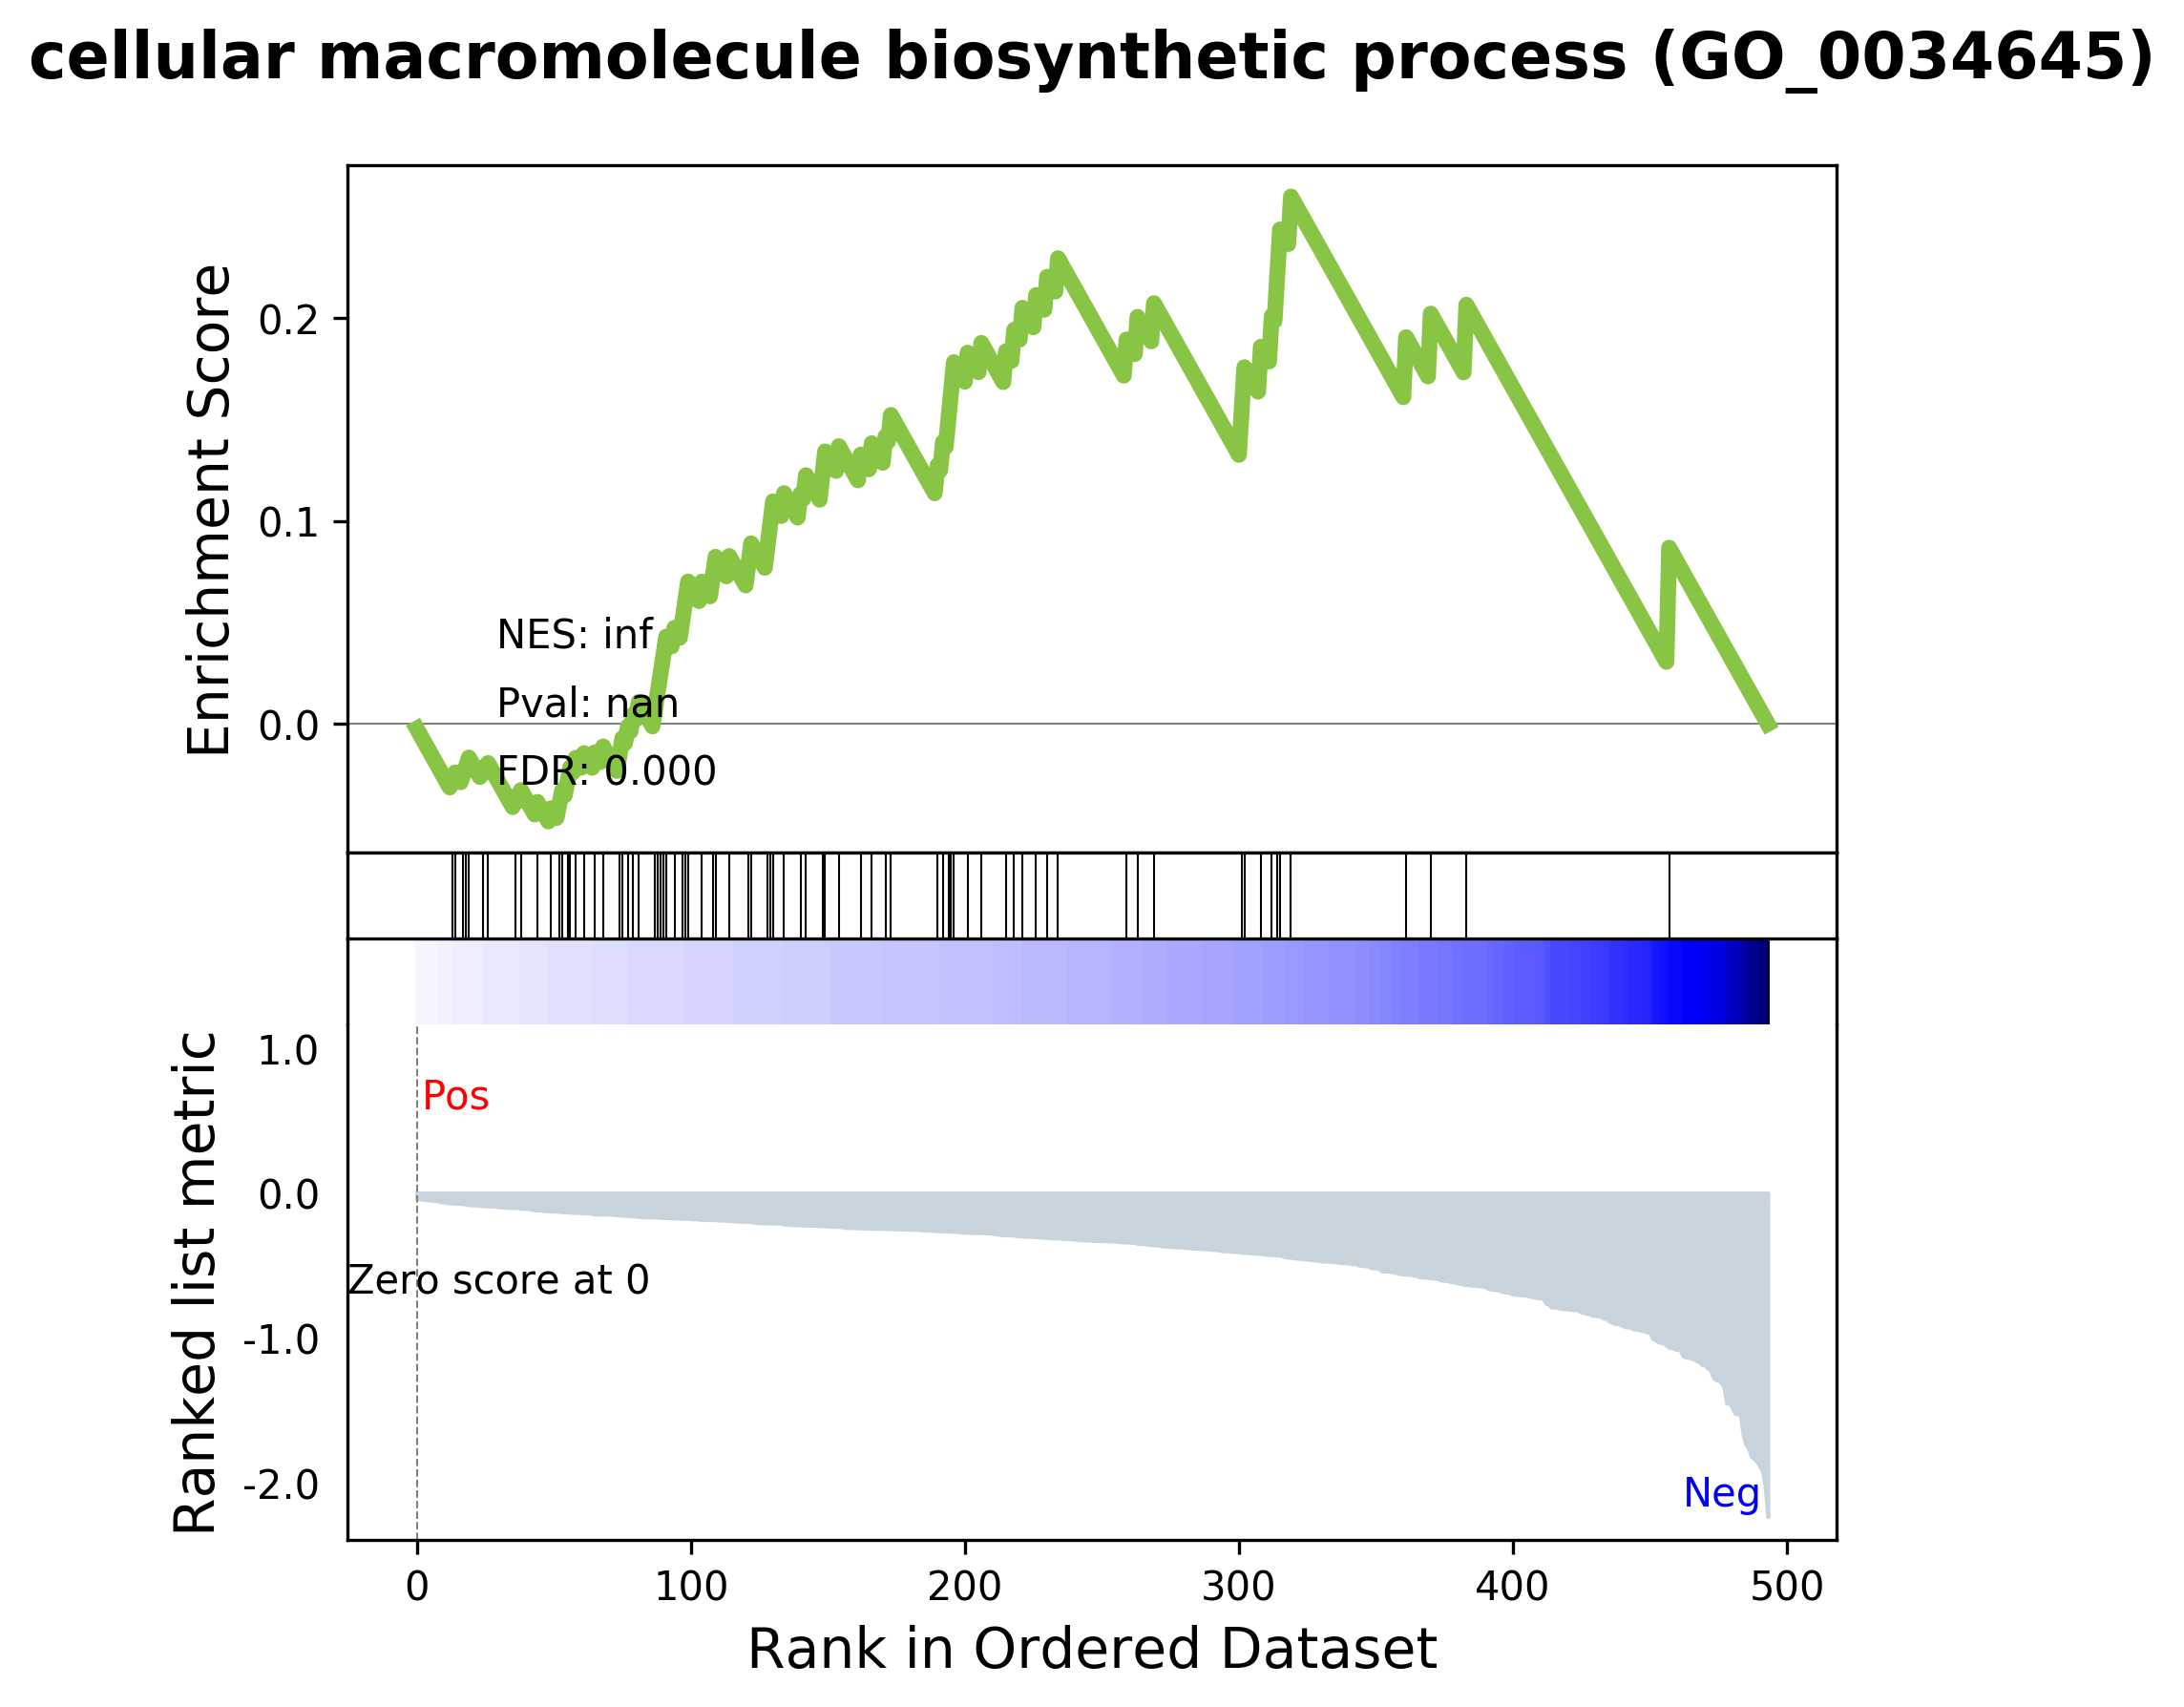 cellular macromolecule biosynthetic process (GO_0034645)
Enrichment Score
0.2
0.1
0.0
NES: inf
Pval: nan
FDR: 0.000
Ranked list metric
1.0
0.0
-1.0
-2.0
Pos
Zero score at 0
Neg
0 100 200 300 400 500
Rank in Ordered Dataset